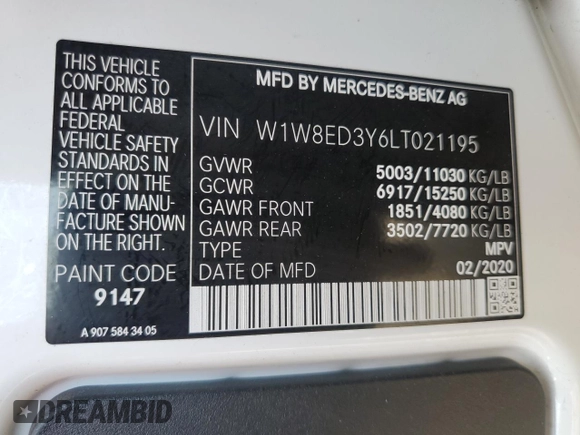 THIS VEHICLE
CONFORMS TO
ALL APPLICABLE
FEDERAL
VEHICLE SAFETY
STANDARDS IN
EFFECT ON THE
DATE OF MANU-
FACTURE SHOWN
ON THE RIGHT.
PAINT CODE
9147
A 907 584 34 05
MFD BY MERCEDES-BENZ AG
VIN W1W8ED3Y6LT021195
GVWR 5003/11030 KG/LB
GCWR 6917/15250 KG/LB
GAWR FRONT 1851/4080 KG/LB
GAWR REAR 3502/7720 KG/LB
TYPE MPV
DATE OF MFD 02/2020
DREAMBID